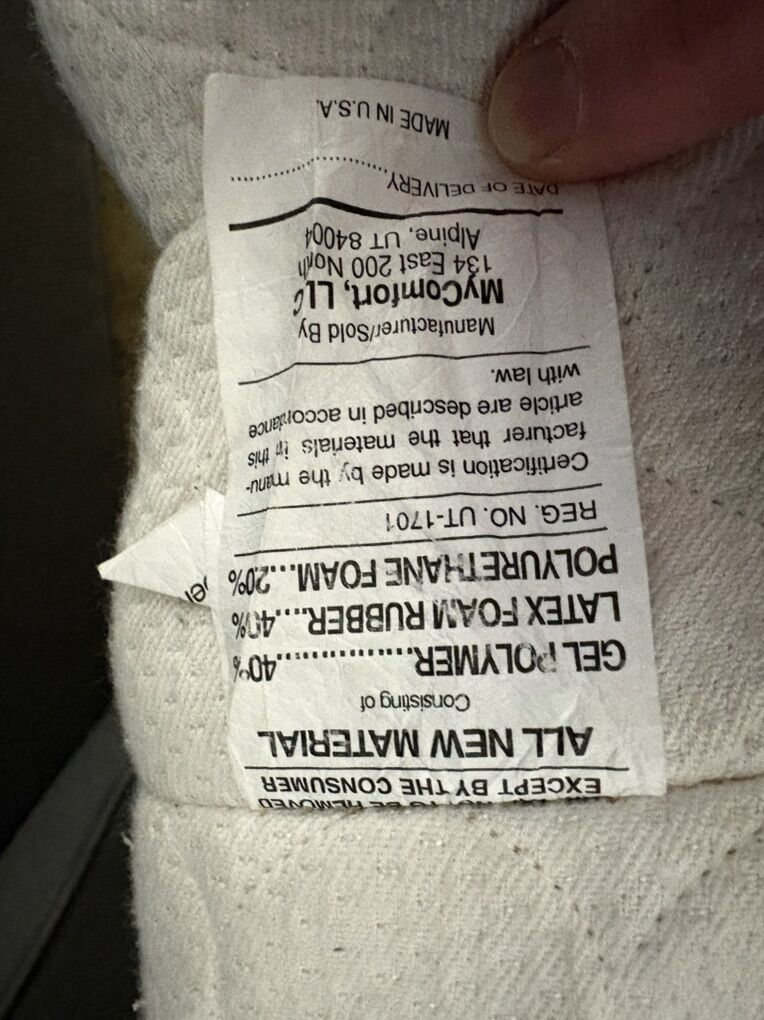 TO BE REMOVED
EXCEPT BY THE CONSUMER
ALL NEW MATERIAL
Consisting of
GEL POLYMER................40%
LATEX FOAM RUBBER....40%
POLYURETHANE FOAM...20%
REG. NO. UT-1701
Certification is made by the manu-
facturer that the materials in this
article are described in accordance
with law.
Manufacturer/Sold By
MyComfort, LLC
134 East 200 North
Alpine, UT 84004
DATE OF DELIVERY...........................
MADE IN U.S.A.